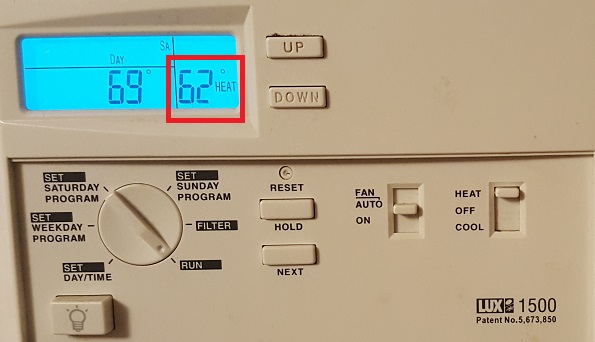 SA
DAY
69° 62° HEAT
UP
DOWN
SET
SATURDAY
PROGRAM
SET
SUNDAY
PROGRAM
SET
WEEKDAY
PROGRAM
FILTER
SET
DAY/TIME
RUN
RESET
HOLD
NEXT
FAN
AUTO
ON
HEAT
OFF
COOL
LUX 1500
Patent No.5,673,850